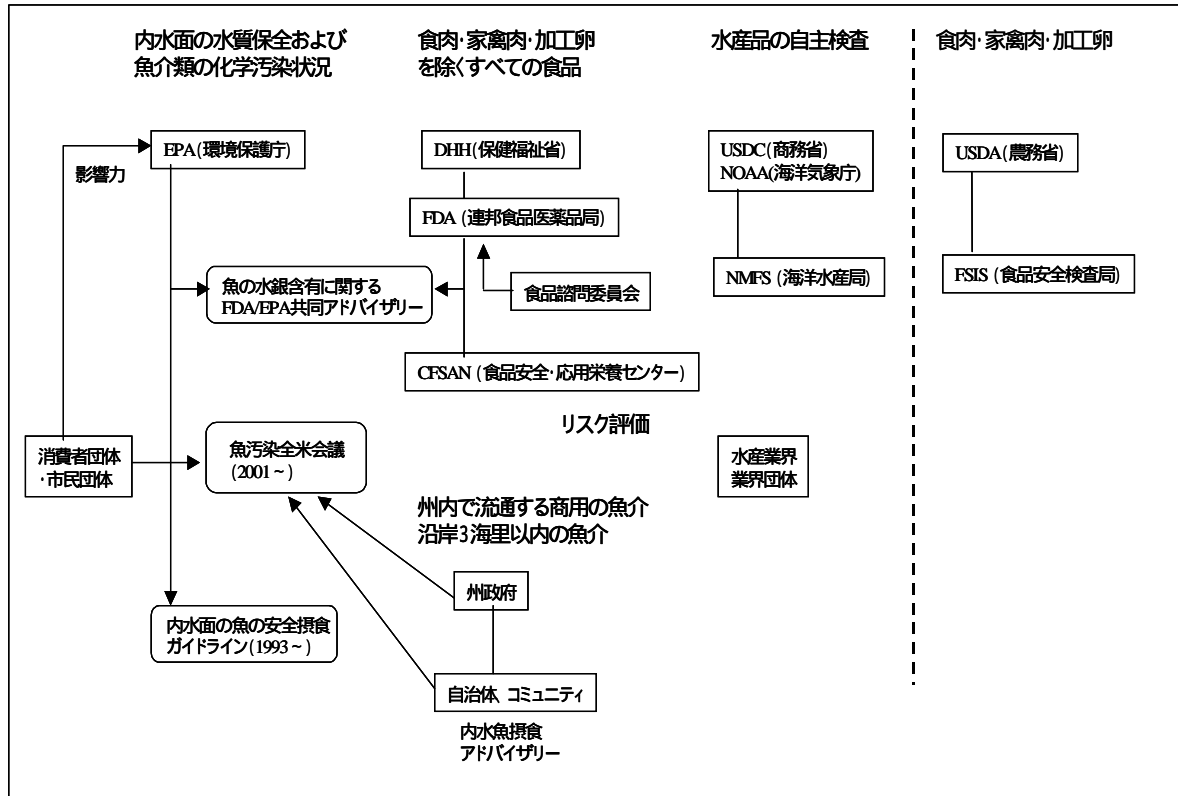 内水面の水質保全および
魚介類の化学汚染状況
食肉・家禽肉・加工卵
を除くすべての食品
水産品の自主検査
食肉・家禽肉・加工卵
EPA(環境保護庁)
影響力
DHH(保健福祉省)
USDC(商務省)
NOAA(海洋気象庁)
USDA(農務省)
FDA (連邦食品医薬品局)
魚の水銀含有に関する
FDA/EPA共同アドバイザリー
食品諮問委員会
NMFS (海洋水産局)
FSIS (食品安全検査局)
CFSAN (食品安全・応用栄養センター)
リスク評価
消費者団体
・市民団体
魚汚染全米会議
(2001~)
水産業界
業界団体
州内で流通する商用の魚介
沿岸3海里以内の魚介
州政府
内水面の魚の安全摂食
ガイドライン(1993~)
自治体、コミュニティ
内水魚摂食
アドバイザリー